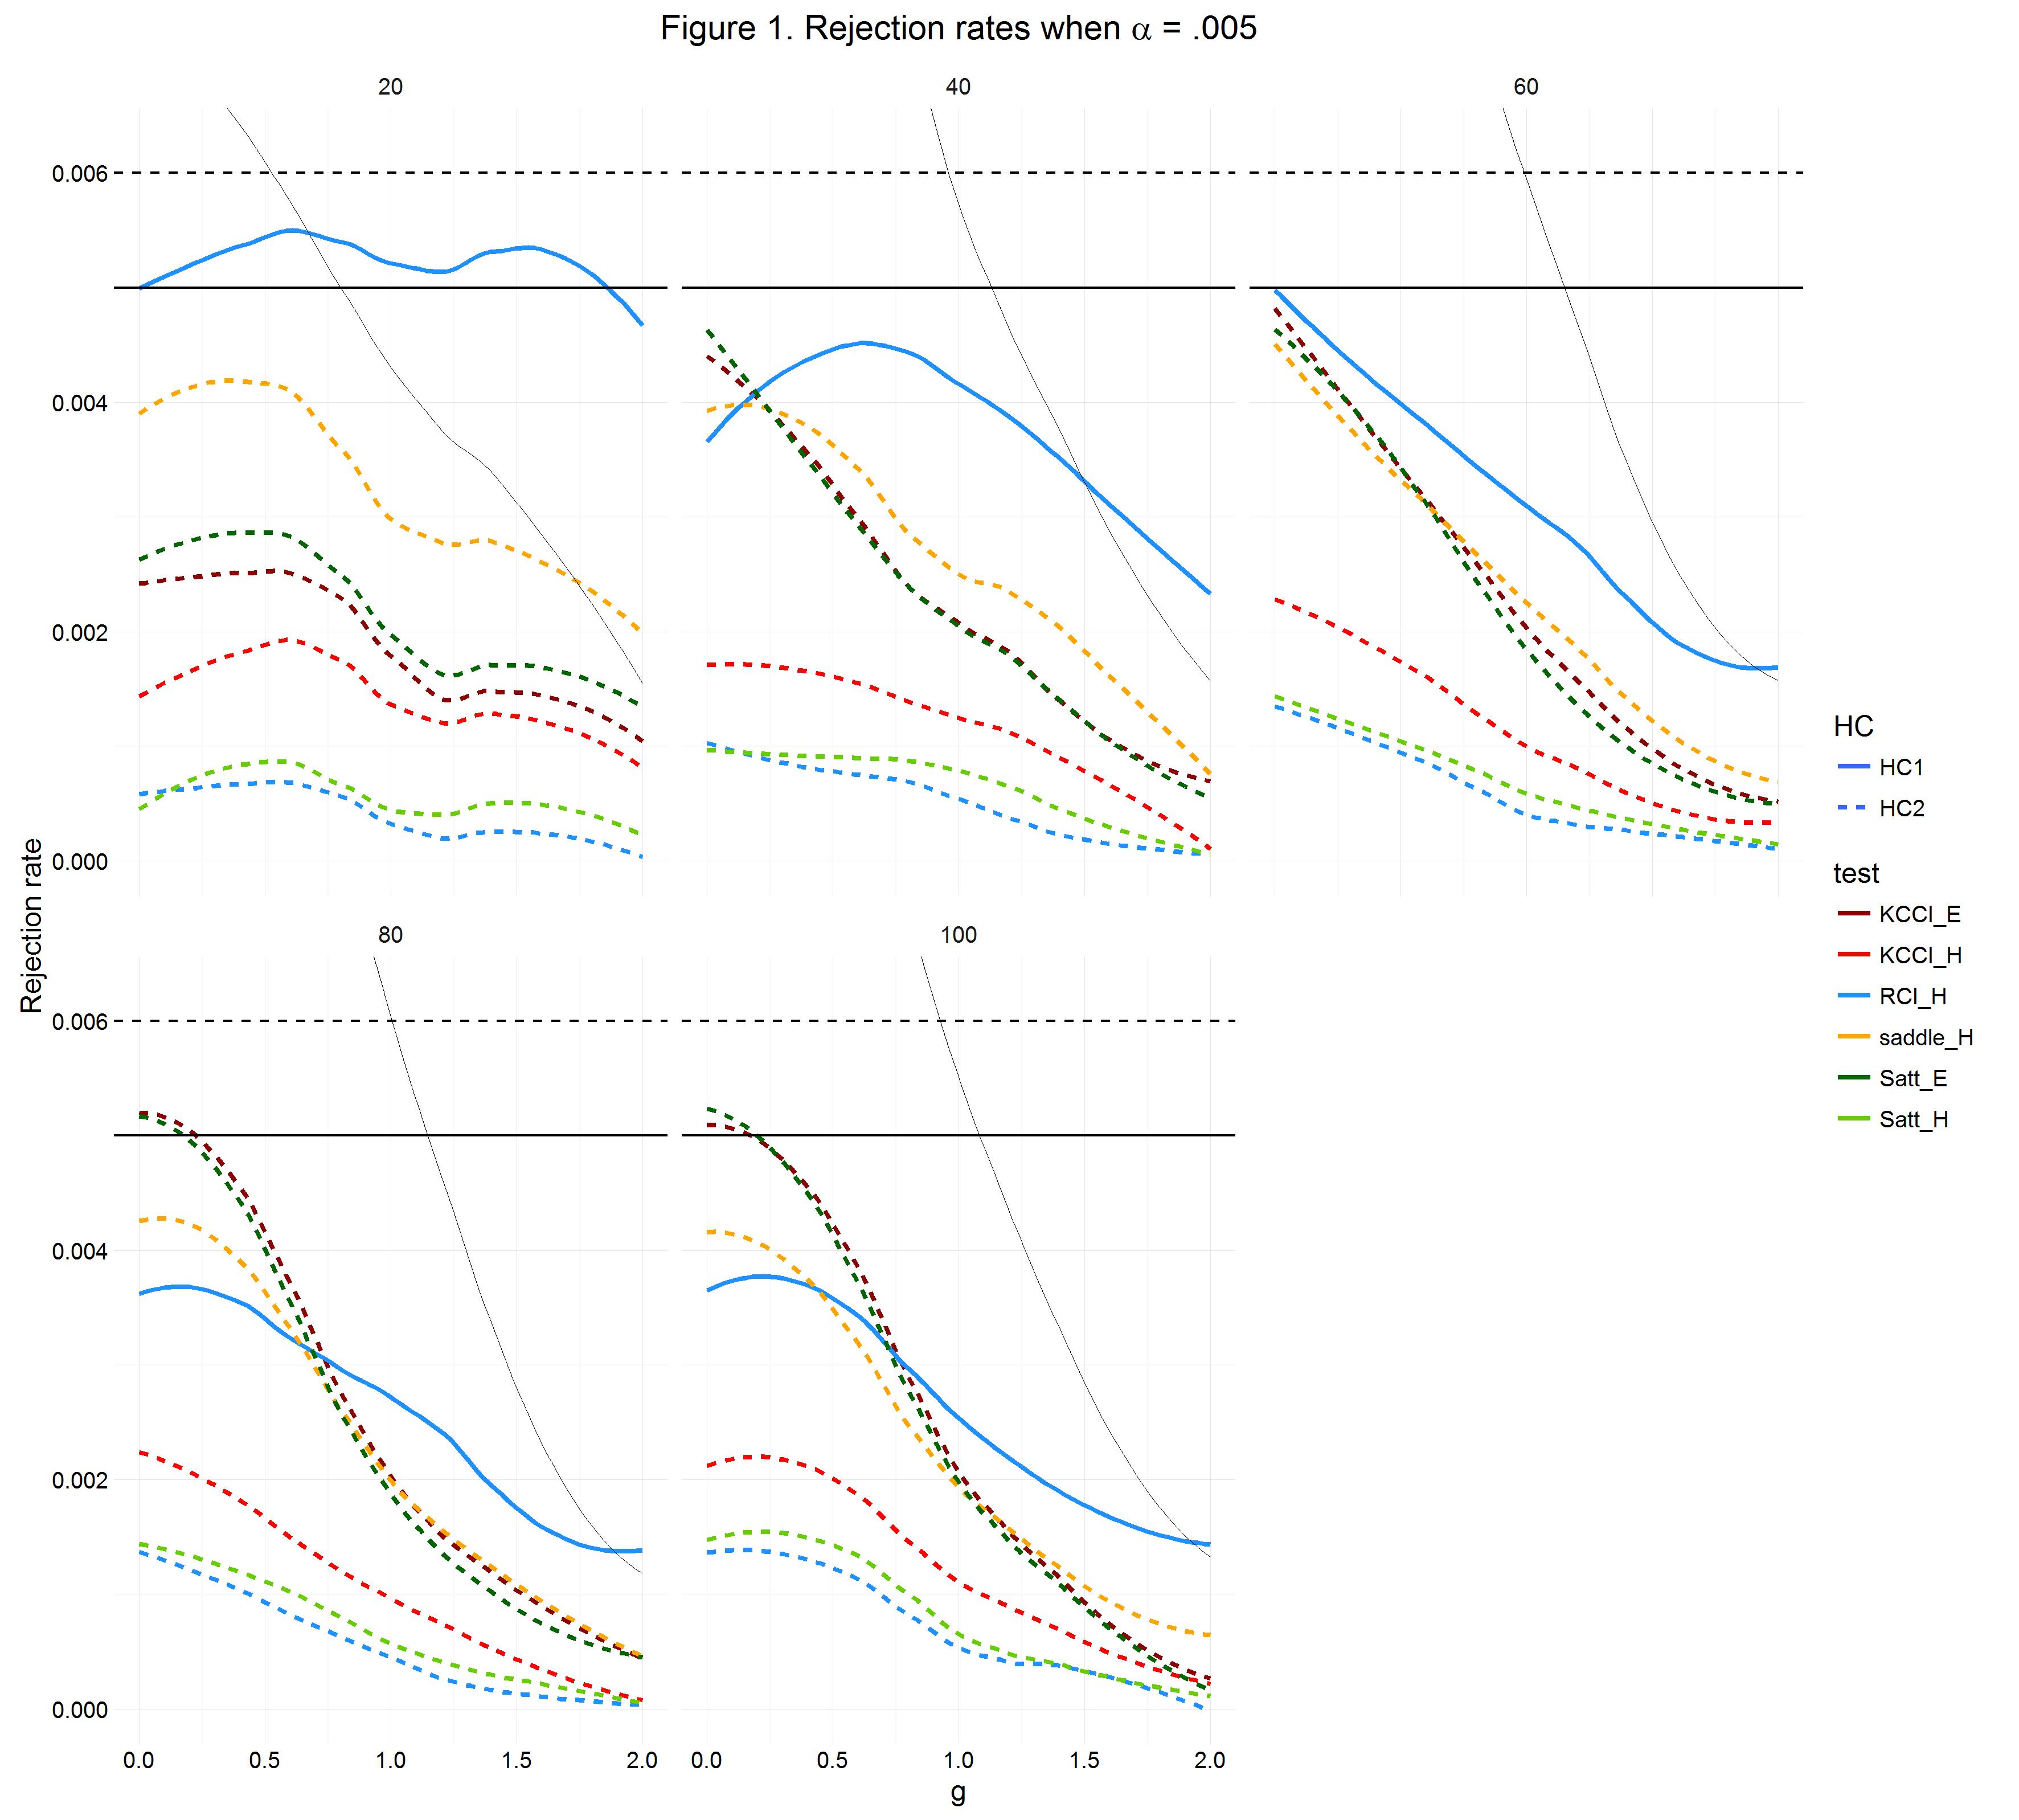 Figure 1. Rejection rates when α = .005
20
40
60
0.006
0.004
0.002
0.000
80
100
0.006
0.004
0.002
0.000
0.0 0.5 1.0 1.5 2.0
0.0 0.5 1.0 1.5 2.0
g
Rejection rate
HC
HC1
HC2
test
KCCI_E
KCCI_H
RCI_H
saddle_H
Satt_E
Satt_H